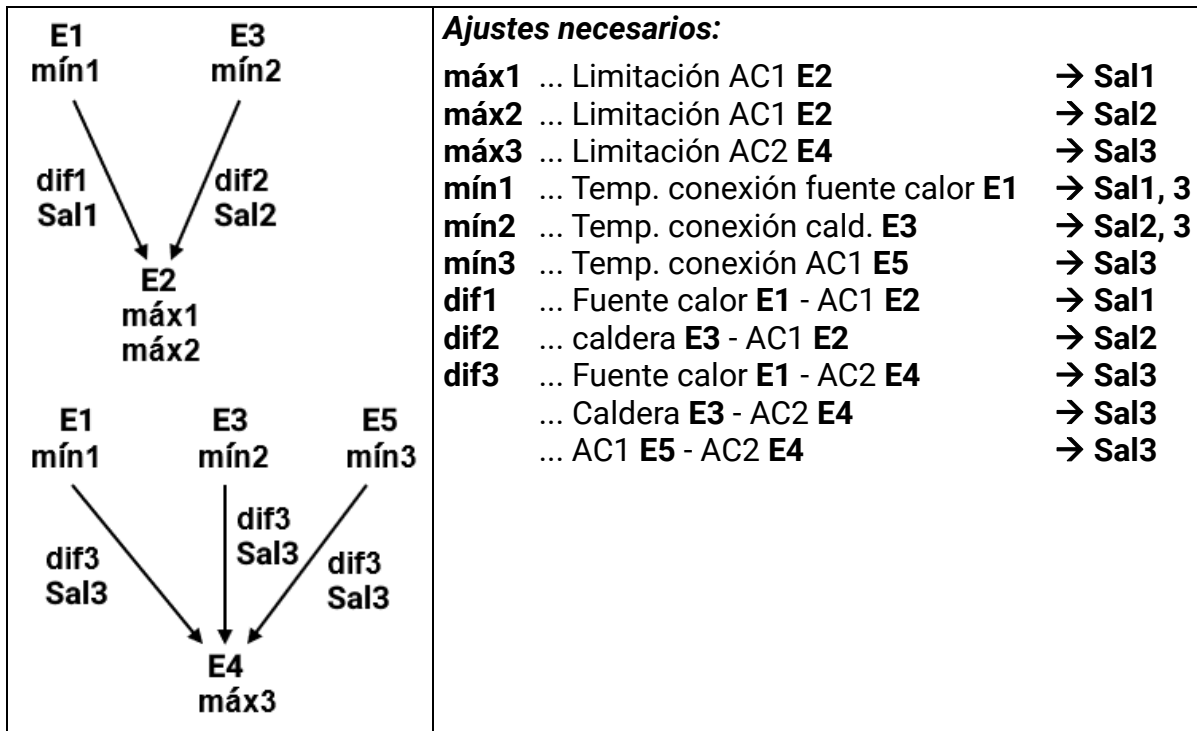 E1 E3
mín1 mín2
dif1 dif2
Sal1 Sal2
E2
máx1
máx2
E1 E3 E5
mín1 mín2 mín3
dif3
Sal3
dif3 dif3
Sal3 Sal3
E4
máx3
Ajustes necesarios:
máx1 ... Limitación AC1 E2 → Sal1
máx2 ... Limitación AC1 E2 → Sal2
máx3 ... Limitación AC2 E4 → Sal3
mín1 ... Temp. conexión fuente calor E1 → Sal1, 3
mín2 ... Temp. conexión cald. E3 → Sal2, 3
mín3 ... Temp. conexión AC1 E5 → Sal3
dif1 ... Fuente calor E1 - AC1 E2 → Sal1
dif2 ... caldera E3 - AC1 E2 → Sal2
dif3 ... Fuente calor E1 - AC2 E4 → Sal3
... Caldera E3 - AC2 E4 → Sal3
... AC1 E5 - AC2 E4 → Sal3